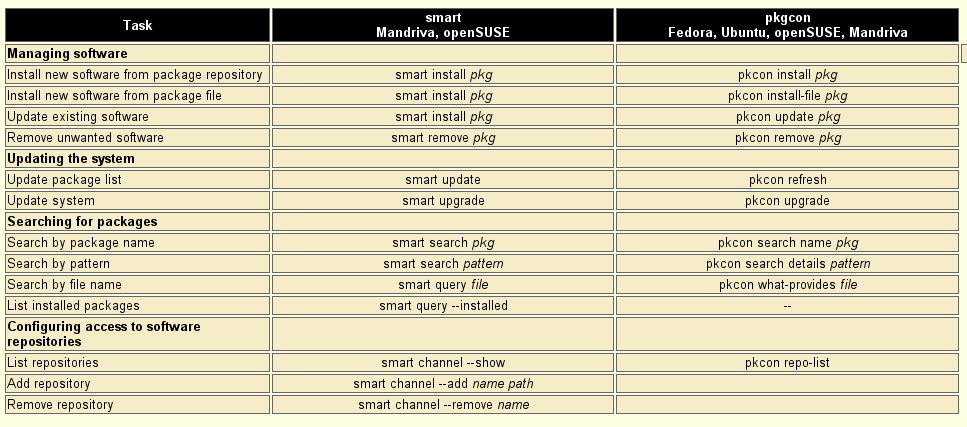 Task smart pkgcon
Mandriva, openSUSE Fedora, Ubuntu, openSUSE, Mandriva
Managing software
Install new software from package repository smart install pkg pkcon install pkg
Install new software from package file smart install pkg pkcon install-file pkg
Update existing software smart install pkg pkcon update pkg
Remove unwanted software smart remove pkg pkcon remove pkg
Updating the system
Update package list smart update pkcon refresh
Update system smart upgrade pkcon upgrade
Searching for packages
Search by package name smart search pkg pkcon search name pkg
Search by pattern smart search pattern pkcon search details pattern
Search by file name smart query file pkcon what-provides file
List installed packages smart query --installed --
Configuring access to software
repositories
List repositories smart channel --show pkcon repo-list
Add repository smart channel --add name path
Remove repository smart channel --remove name